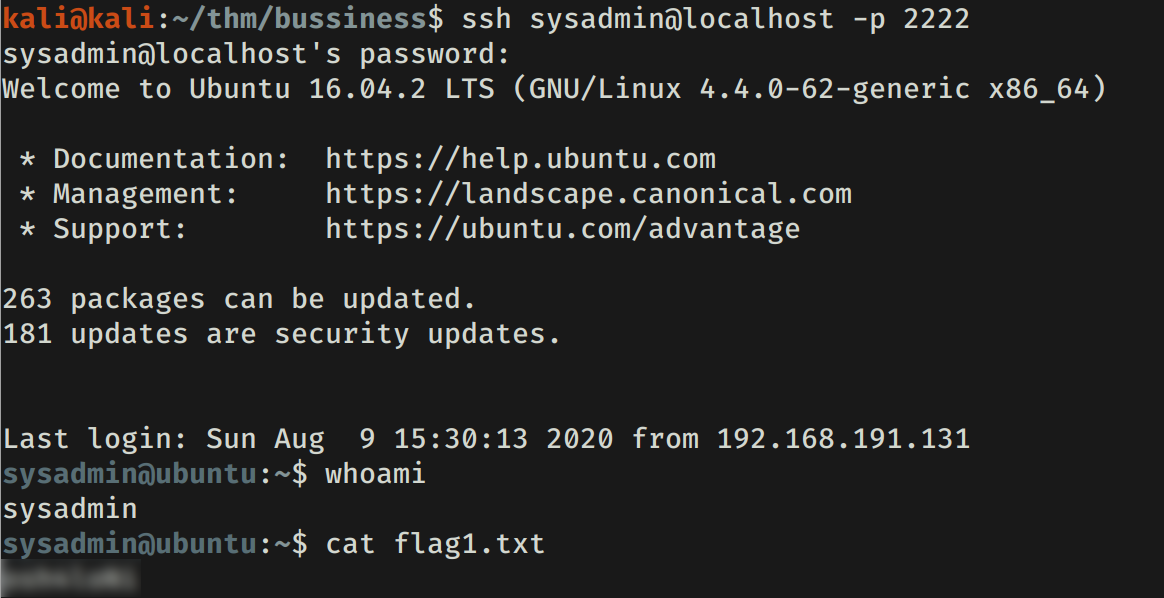 kali@kali:~/thm/bussiness$ ssh sysadmin@localhost -p 2222
sysadmin@localhost's password:
Welcome to Ubuntu 16.04.2 LTS (GNU/Linux 4.4.0-62-generic x86_64)
* Documentation:  https://help.ubuntu.com
* Management:     https://landscape.canonical.com
* Support:        https://ubuntu.com/advantage
263 packages can be updated.
181 updates are security updates.
Last login: Sun Aug  9 15:30:13 2020 from 192.168.191.131
sysadmin@ubuntu:~$ whoami
sysadmin
sysadmin@ubuntu:~$ cat flag1.txt